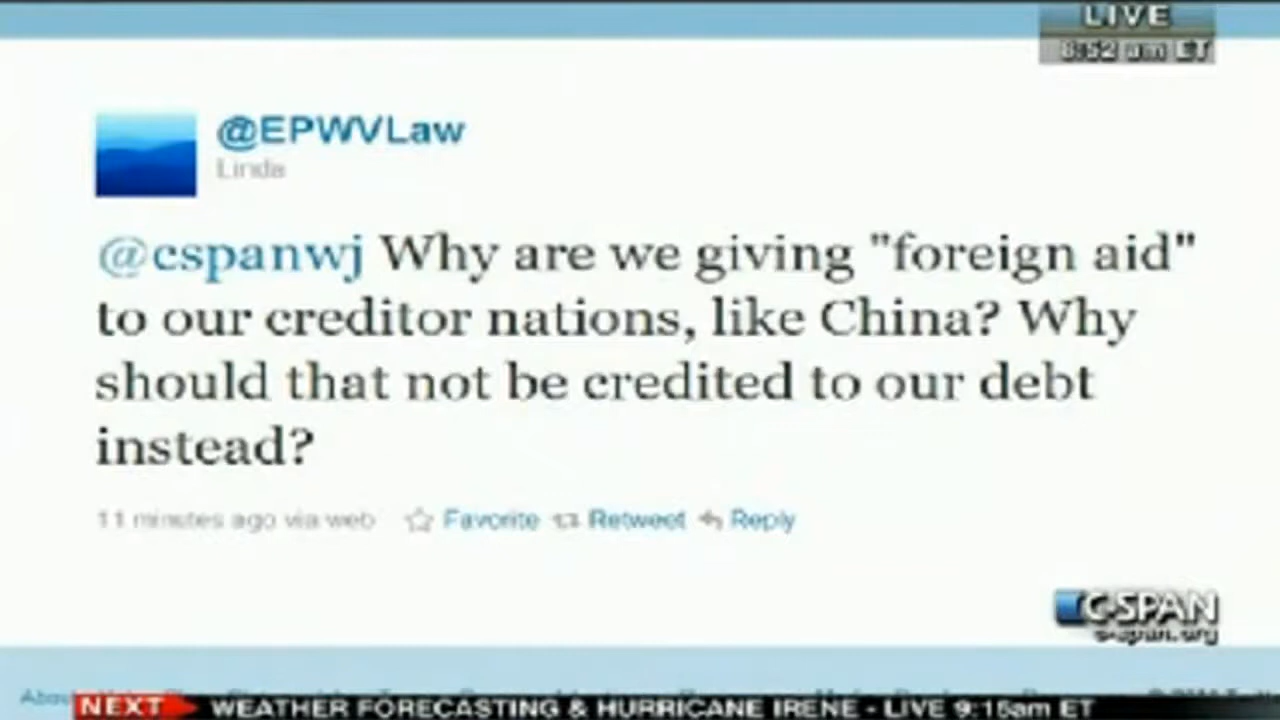 LIVE
8:52 am ET
@EPWVLaw
Linda
@cspanwj Why are we giving "foreign aid"
to our creditor nations, like China? Why
should that not be credited to our debt
instead?
11 minutes ago via web Favorite Retweet Reply
C-SPAN
c-span.org
NEXT WEATHER FORECASTING & HURRICANE IRENE - LIVE 9:15am ET